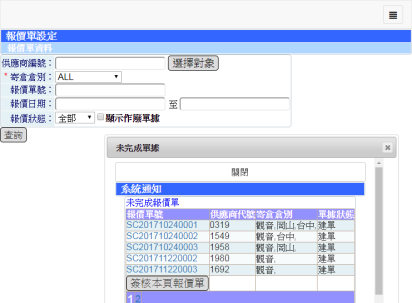 報價單設定
報價單資料
供應商編號：
選擇對象
* 寄倉倉別：
ALL
報價單號：
報價日期：
至
報價狀態：
全部
顯示作廢單據
查詢
未完成單據
關閉
系統通知
未完成報價單
報價單號 供應商代號 寄倉倉別 單據狀態
SC201710240001 0319 觀音,岡山,台中, 建單
SC201710240002 1549 觀音,台中, 建單
SC201710240003 1958 觀音,岡山, 建單
SC201711220002 1980 觀音, 建單
SC201711220003 1692 觀音, 建單
簽核本頁報價單
1 2